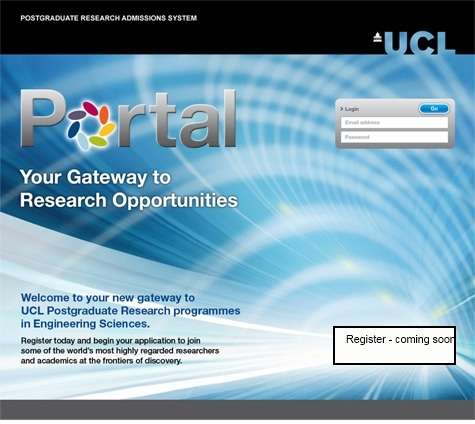 POSTGRADUATE RESEARCH ADMISSIONS SYSTEM
UCL
Portal
Login
Go
Email address
Password
Your Gateway to
Research Opportunities
Welcome to your new gateway to
UCL Postgraduate Research programmes
in Engineering Sciences.
Register today and begin your application to join
some of the world's most highly regarded researchers
and academics at the frontiers of discovery.
Register - coming soon